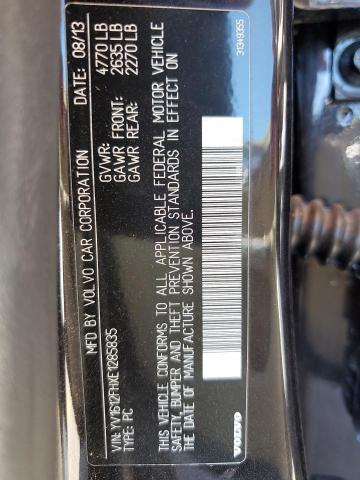 MFD BY VOLVO CAR CORPORATION DATE: 08/13
GVWR: 4770 LB
GAWR FRONT: 2635 LB
GAWR REAR: 2270 LB
VIN: YV1612FHXE1285835
TYPE: PC
THIS VEHICLE CONFORMS TO ALL APPLICABLE FEDERAL MOTOR VEHICLE
SAFETY, BUMPER AND THEFT PREVENTION STANDARDS IN EFFECT ON
THE DATE OF MANUFACTURE SHOWN ABOVE.
VOLVO
31349355